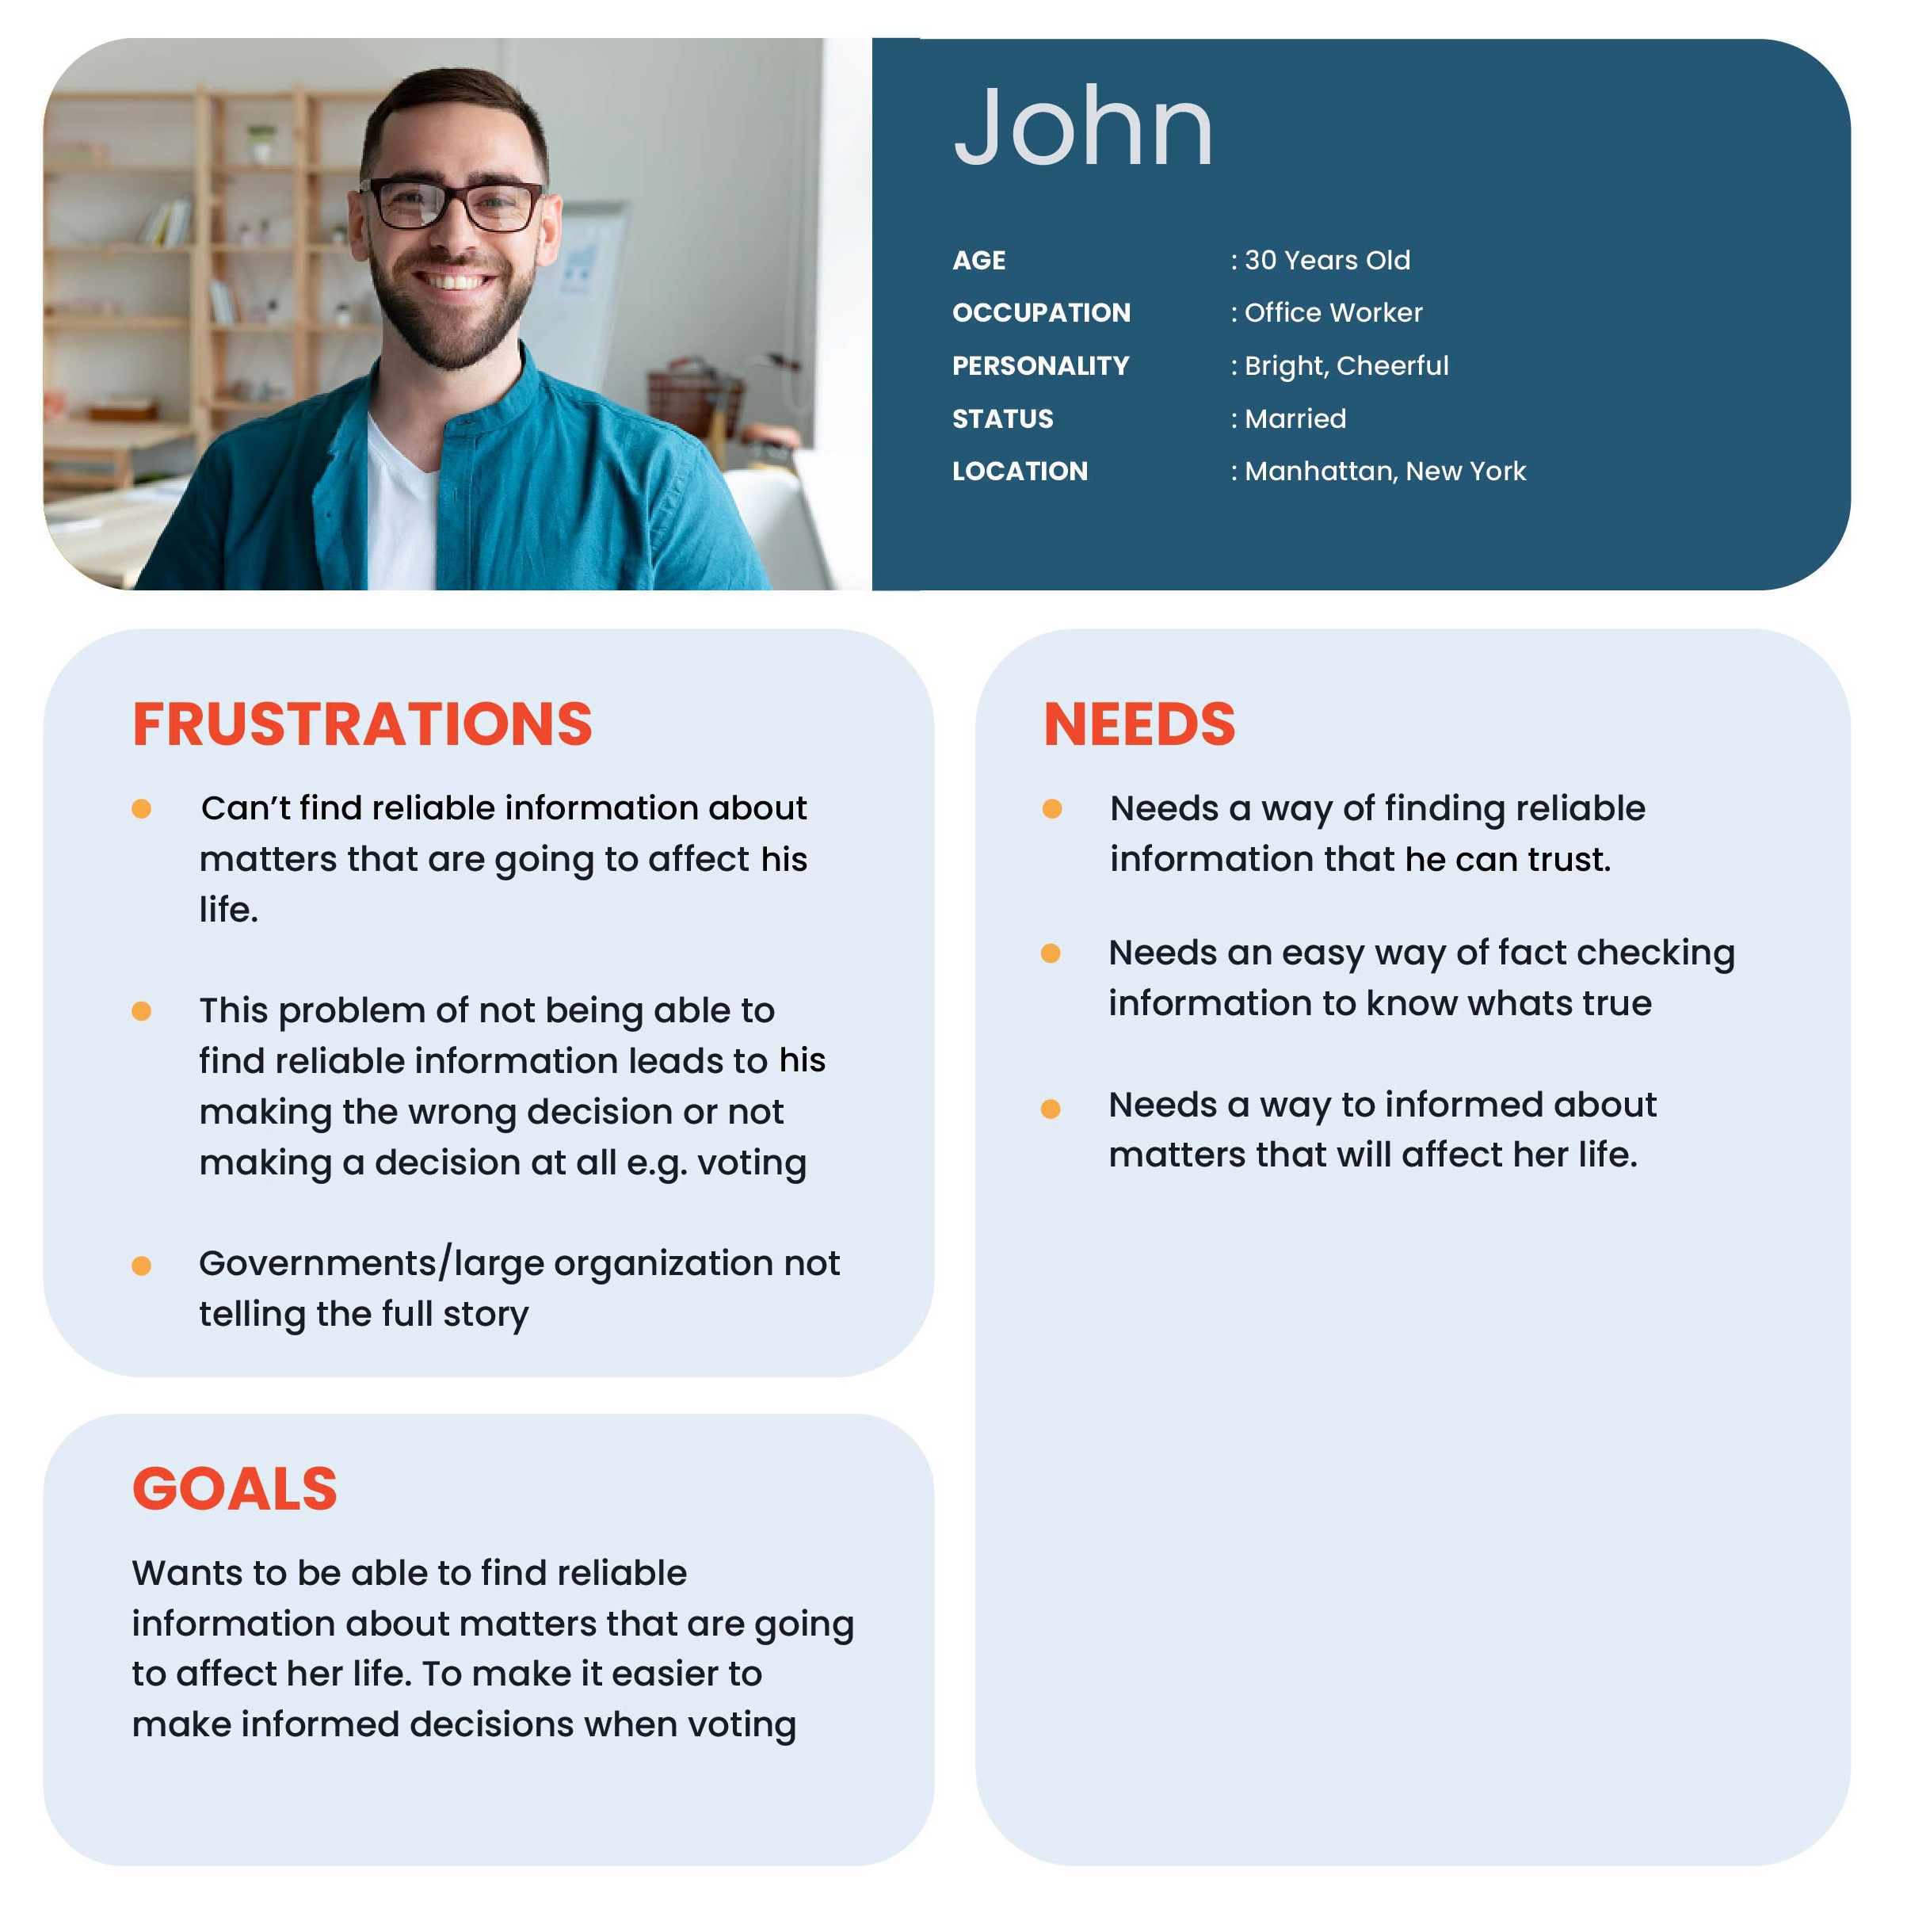 John
AGE : 30 Years Old
OCCUPATION : Office Worker
PERSONALITY : Bright, Cheerful
STATUS : Married
LOCATION : Manhattan, New York
FRUSTRATIONS
Can’t find reliable information about
matters that are going to affect his
life.
This problem of not being able to
find reliable information leads to his
making the wrong decision or not
making a decision at all e.g. voting
Governments/large organization not
telling the full story
NEEDS
Needs a way of finding reliable
information that he can trust.
Needs an easy way of fact checking
information to know whats true
Needs a way to informed about
matters that will affect her life.
GOALS
Wants to be able to find reliable
information about matters that are going
to affect her life. To make it easier to
make informed decisions when voting